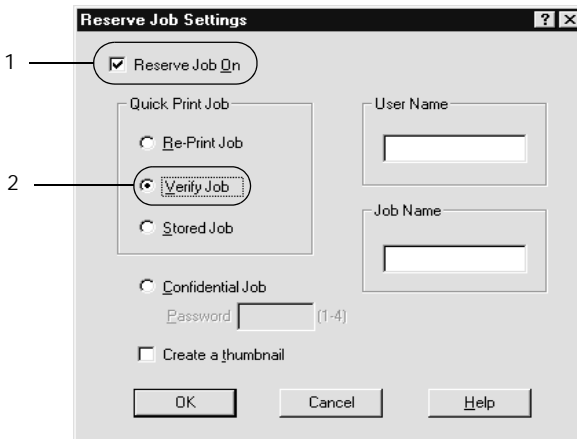 Reserve Job Settings
1
Reserve Job On
Quick Print Job
User Name
Re-Print Job
2
Verify Job
Job Name
Stored Job
Confidential Job
Password (1-4)
Create a thumbnail
OK Cancel Help